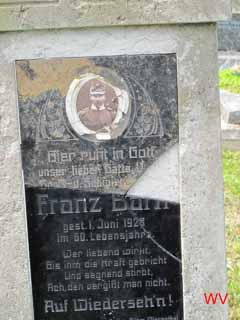 Hier ruht in Gott
unser lieber Gatte, V
Franz Born
gest. 1. Juni 1928
im 60. Lebensjahre
Wer liebend wirkt,
Bis ihm die Kraft gebricht
Und segnend stirbt,
Ach, den vergißt man nicht.
Auf Wiederseh'n!
WV